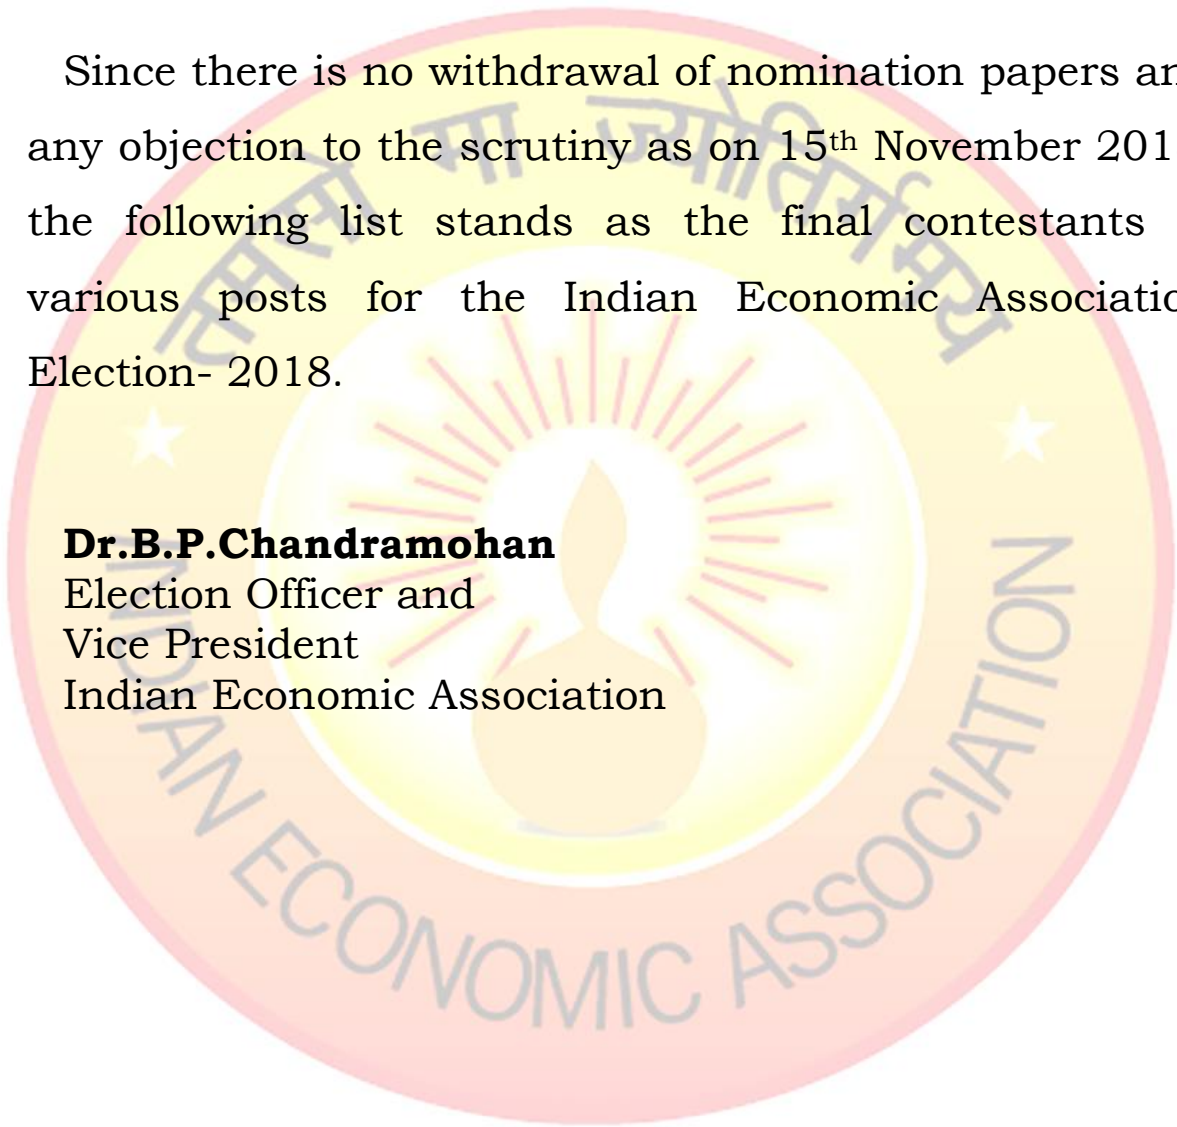 Since there is no withdrawal of nomination papers an
any objection to the scrutiny as on 15th November 201
the following list stands as the final contestants
various posts for the Indian Economic Associatio
Election- 2018.
Dr.B.P.Chandramohan
Election Officer and
Vice President
Indian Economic Association
तमसो मा ज्योतिर्गमय
INDIAN ECONOMIC ASSOCIATION